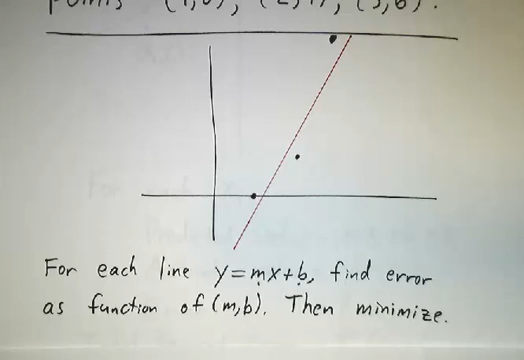 points (1,0), (2,1), (3,6).
For each line y=mx+b, find error
as function of (m,b). Then minimize.